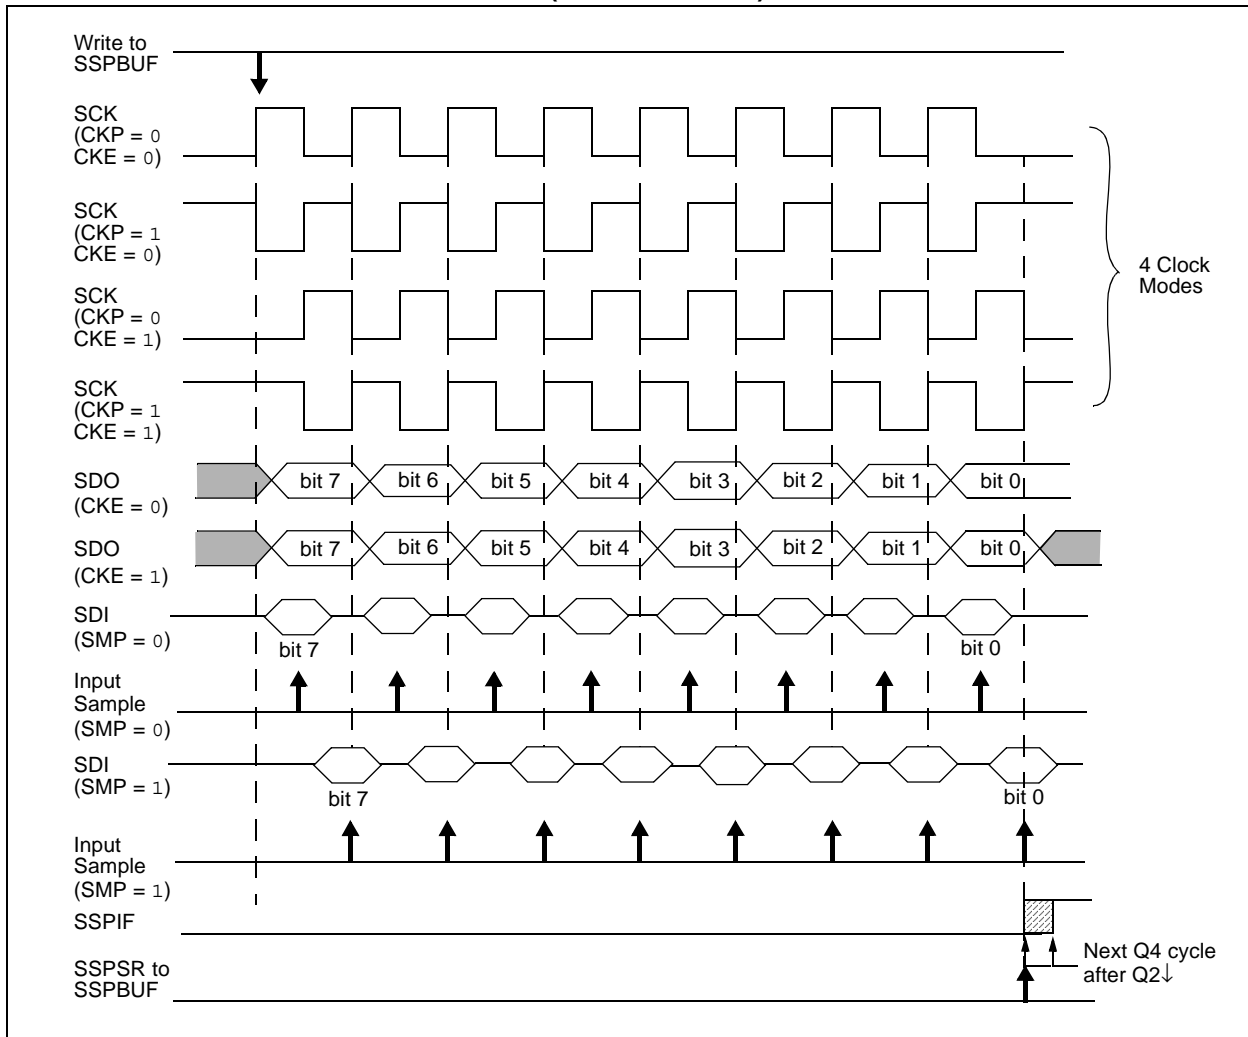 Write to
SSPBUF
SCK
(CKP = 0
CKE = 0)
SCK
(CKP = 1
CKE = 0)
SCK
(CKP = 0
CKE = 1)
SCK
(CKP = 1
CKE = 1)
4 Clock
Modes
SDO
(CKE = 0)
bit 7 bit 6 bit 5 bit 4 bit 3 bit 2 bit 1 bit 0
SDO
(CKE = 1)
bit 7 bit 6 bit 5 bit 4 bit 3 bit 2 bit 1 bit 0
SDI
(SMP = 0)
bit 7 bit 0
Input
Sample
(SMP = 0)
SDI
(SMP = 1)
bit 7 bit 0
Input
Sample
(SMP = 1)
SSPIF
SSPSR to
SSPBUF
Next Q4 cycle
after Q2↓